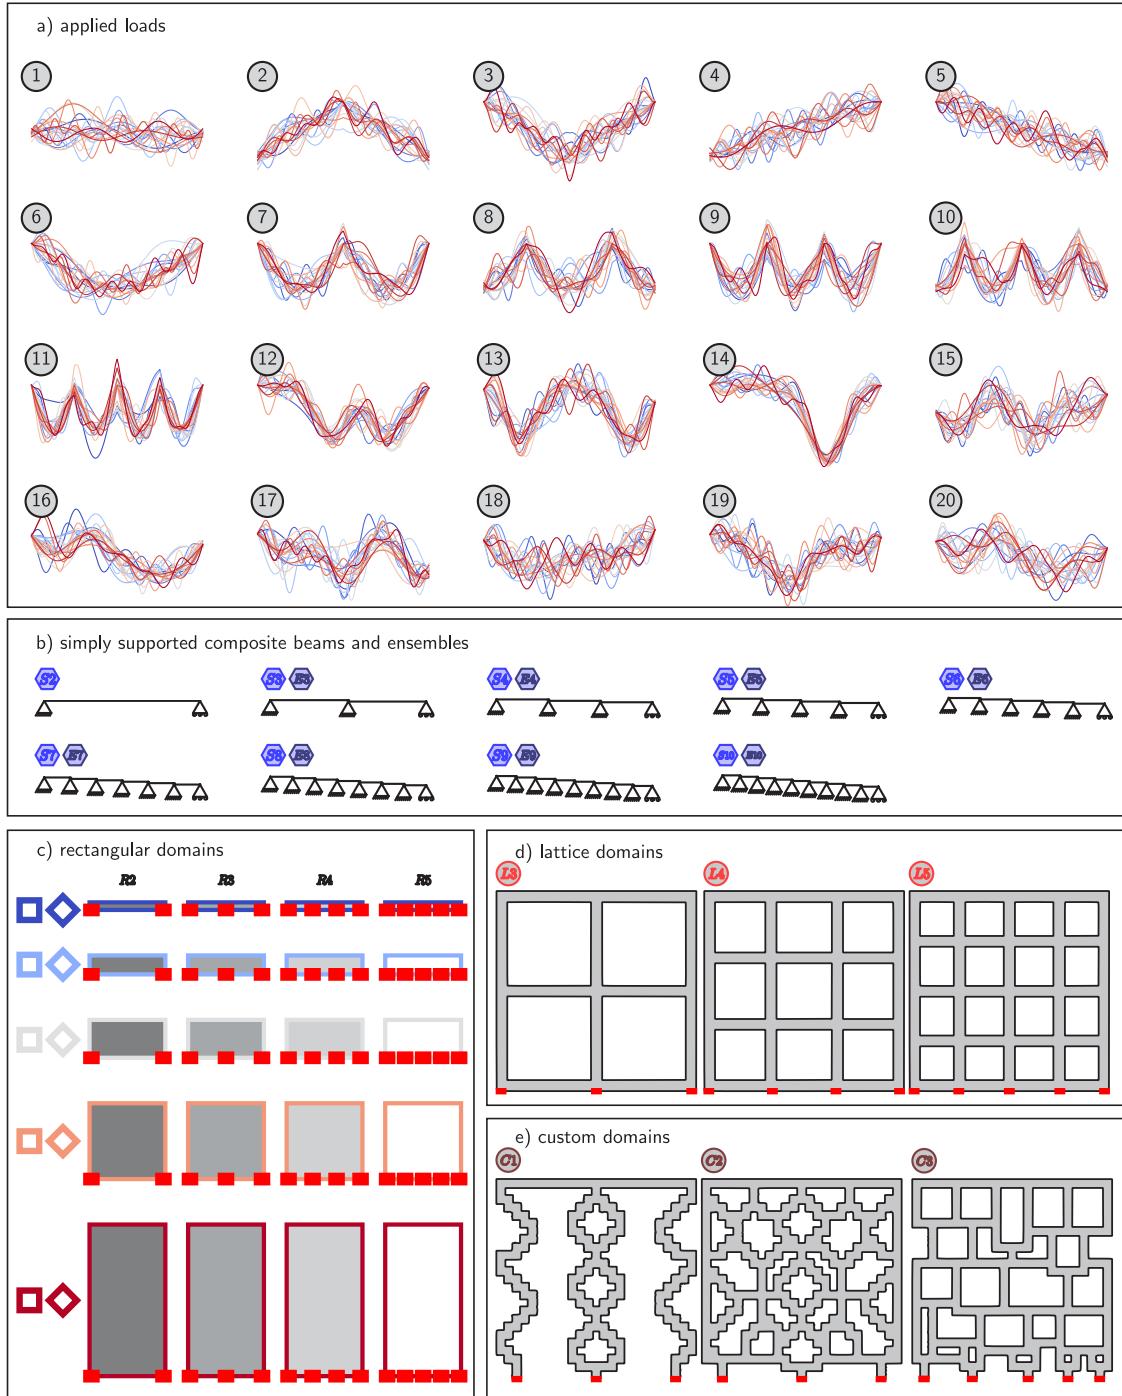 a) applied loads
1 2 3 4 5
6 7 8 9 10
11 12 13 14 15
16 17 18 19 20
b) simply supported composite beams and ensembles
S2 S3 E3 S4 E4 S5 E5 S6 E6
S7 E7 S8 E8 S9 E9 S10 E10
c) rectangular domains
R2 R3 R4 R5
d) lattice domains
L3 L4 L5
e) custom domains
C1 C2 C3